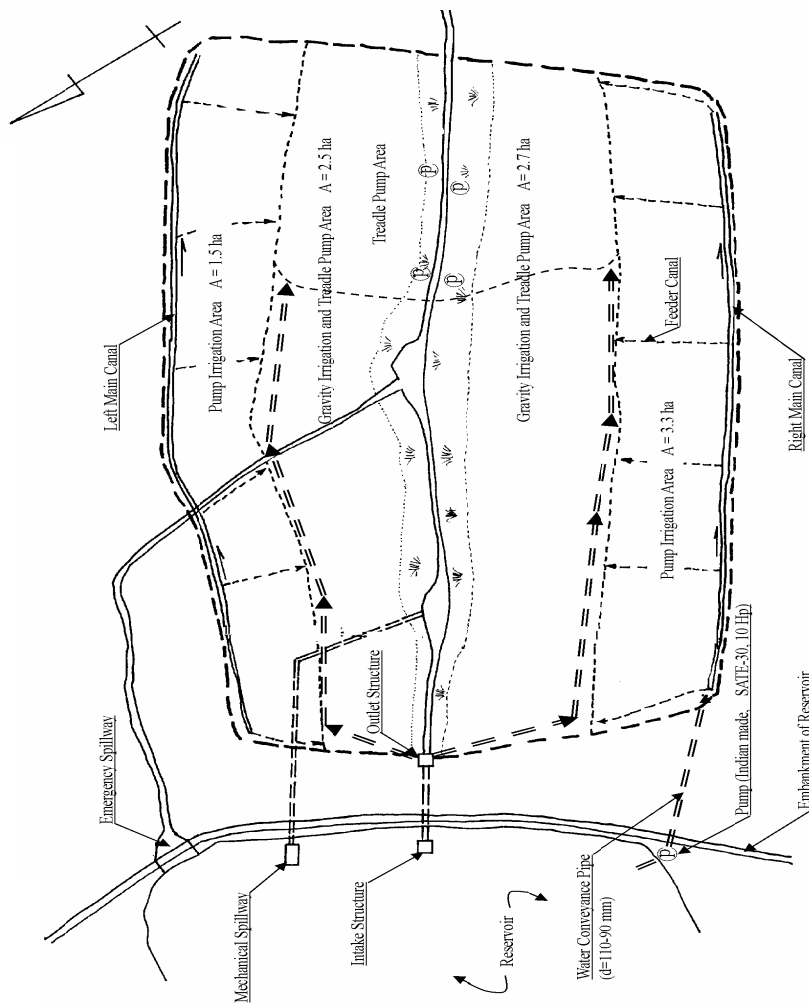 Left Main Canal
Pump Irrigation Area A = 1.5 ha
Gravity Irrigation and Treadle Pump Area A = 2.5 ha
Treadle Pump Area
P
P
P
P
Gravity Irrigation and Treadle Pump Area A = 2.7 ha
Feeder Canal
Pump Irrigation Area A = 3.3 ha
Right Main Canal
Emergency Spillway
Outlet Structure
Mechanical Spillway
Intake Structure
Reservoir
Water Conveyance Pipe
(d=110-90 mm)
P
Pump (Indian made, SATE-30, 10 Hp)
Embankment of Reservoir